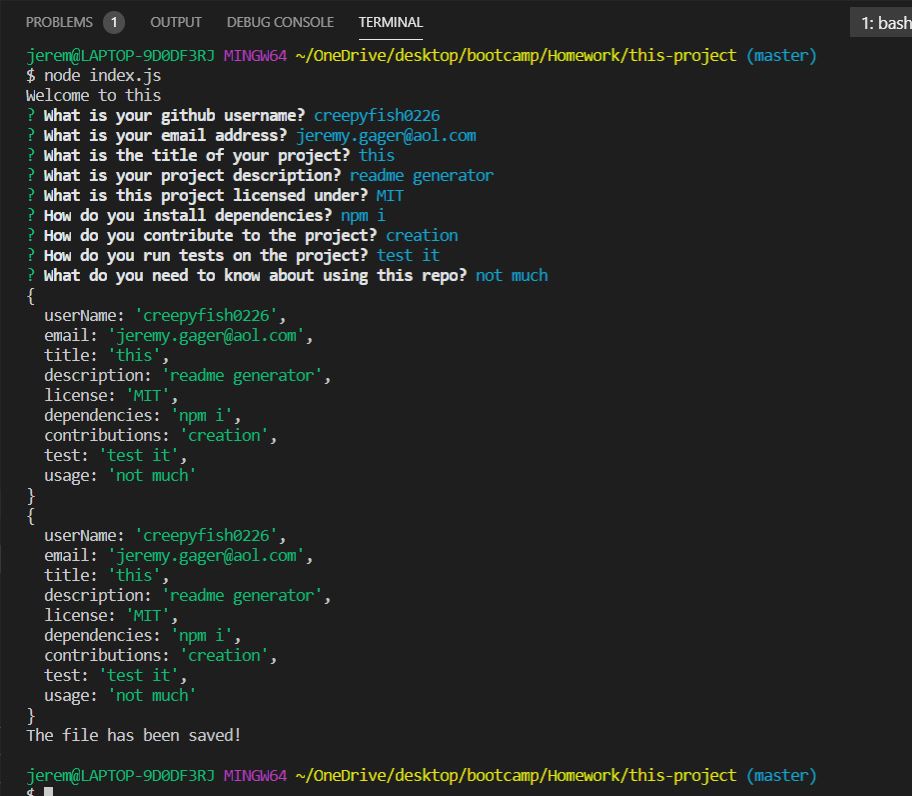 PROBLEMS 1 OUTPUT DEBUG CONSOLE TERMINAL 1: bash
jerem@LAPTOP-9D0DF3RJ MINGW64 ~/OneDrive/desktop/bootcamp/Homework/this-project (master)
$ node index.js
Welcome to this
? What is your github username? creepyfish0226
? What is your email address? jeremy.gager@aol.com
? What is the title of your project? this
? What is your project description? readme generator
? What is this project licensed under? MIT
? How do you install dependencies? npm i
? How do you contribute to the project? creation
? How do you run tests on the project? test it
? What do you need to know about using this repo? not much
{
  userName: 'creepyfish0226',
  email: 'jeremy.gager@aol.com',
  title: 'this',
  description: 'readme generator',
  license: 'MIT',
  dependencies: 'npm i',
  contributions: 'creation',
  test: 'test it',
  usage: 'not much'
}
{
  userName: 'creepyfish0226',
  email: 'jeremy.gager@aol.com',
  title: 'this',
  description: 'readme generator',
  license: 'MIT',
  dependencies: 'npm i',
  contributions: 'creation',
  test: 'test it',
  usage: 'not much'
}
The file has been saved!
jerem@LAPTOP-9D0DF3RJ MINGW64 ~/OneDrive/desktop/bootcamp/Homework/this-project (master)
$